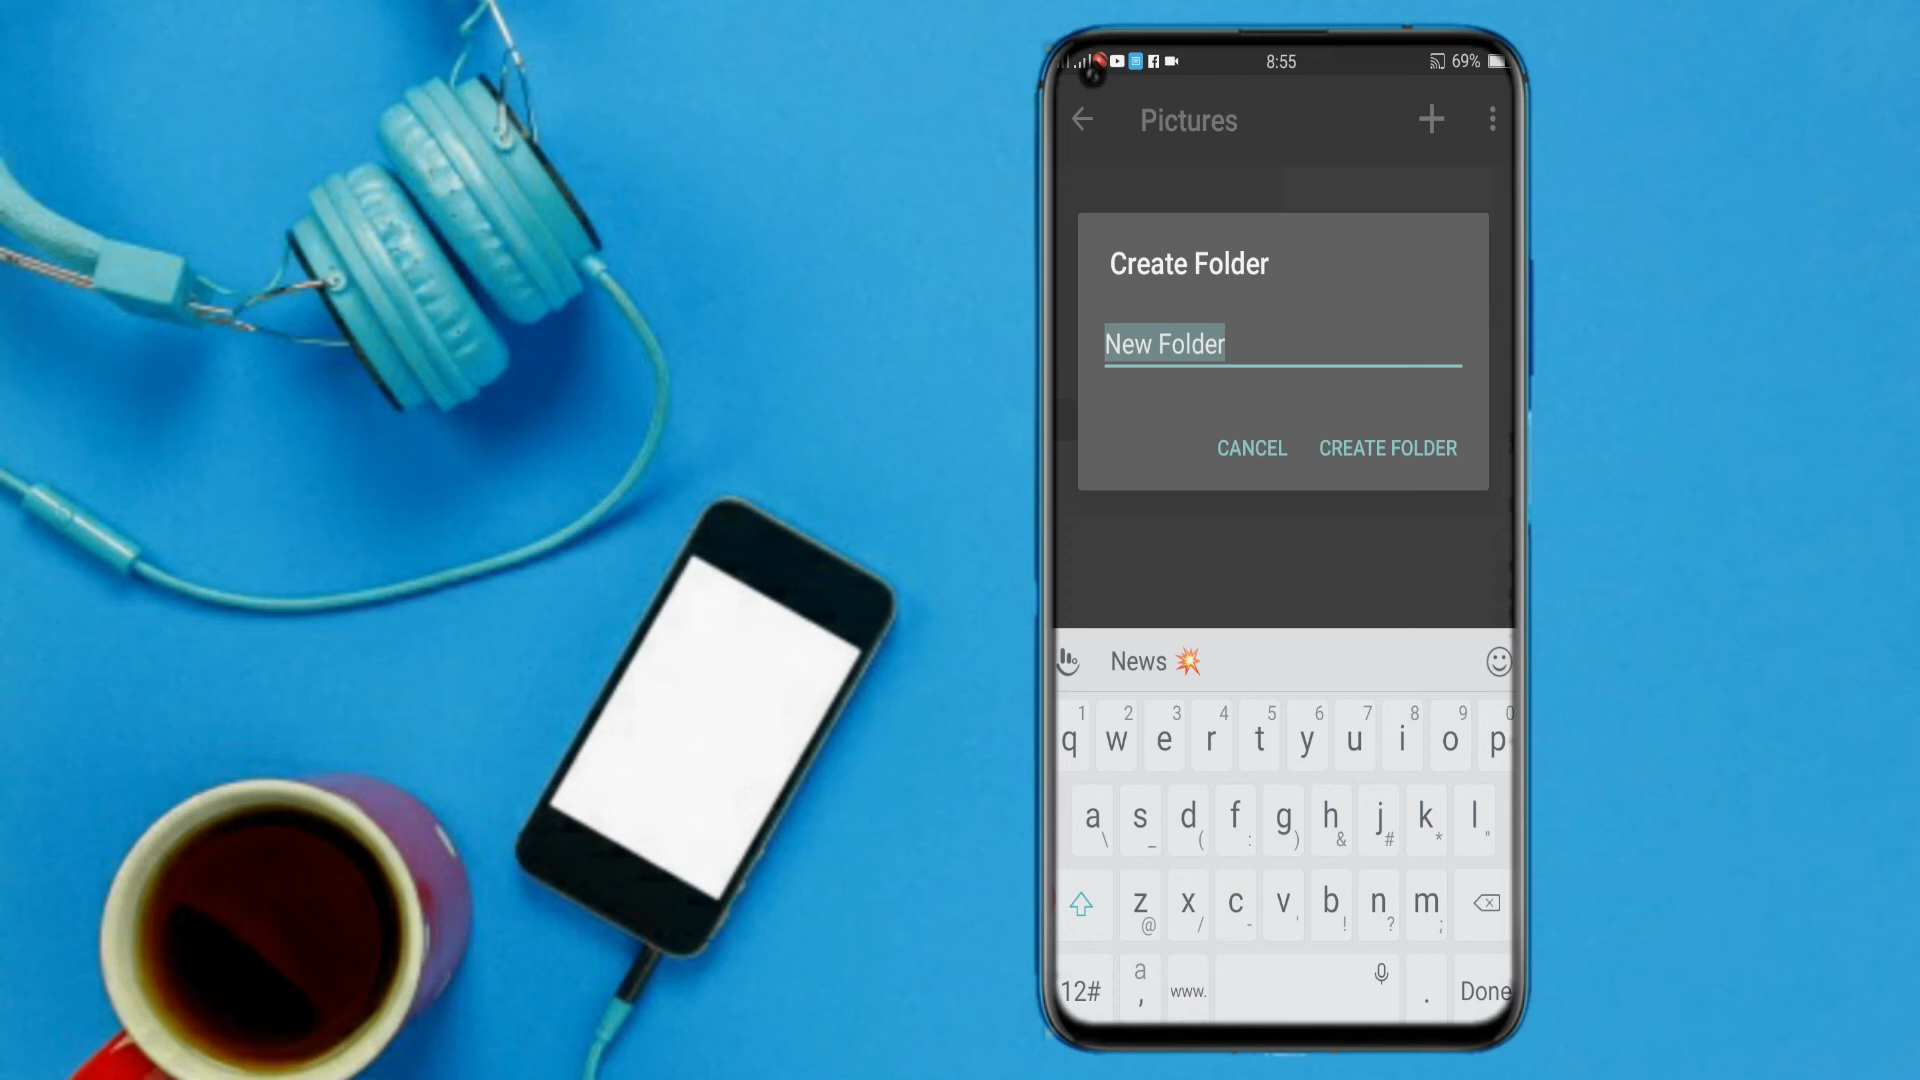 8:55
69%
Pictures
Create Folder
New Folder
CANCEL CREATE FOLDER
News 💥
1 2 3 4 5 6 7 8 9 0
q w e r t y u i o p
a s d f g h j k l
\ _ ( : ) & # * "
z x c v b n m
@ / - ' ! ? ;
12# a , www. . Done